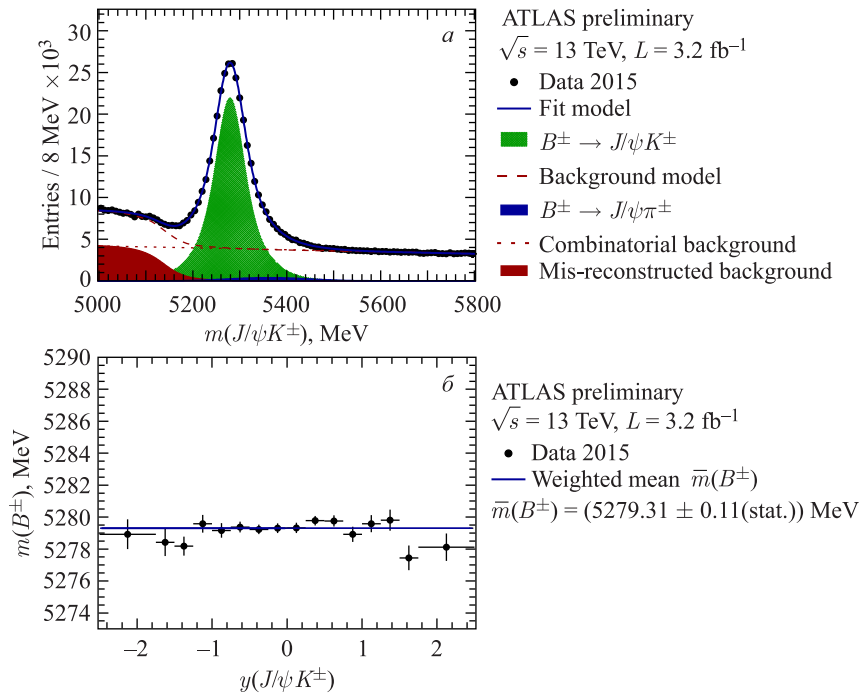 a
ATLAS preliminary
√s = 13 TeV, L = 3.2 fb⁻¹
Data 2015
Fit model
B± → J/ψK±
Background model
B± → J/ψπ±
Combinatorial background
Mis-reconstructed background
Entries / 8 MeV ×10³
30
25
20
15
10
5
0
5000 5200 5400 5600 5800
m(J/ψK±), MeV
б
ATLAS preliminary
√s = 13 TeV, L = 3.2 fb⁻¹
Data 2015
Weighted mean m̅(B±)
m̅(B±) = (5279.31 ± 0.11(stat.)) MeV
m(B±), MeV
5290
5288
5286
5284
5282
5280
5278
5276
5274
−2 −1 0 1 2
y(J/ψK±)